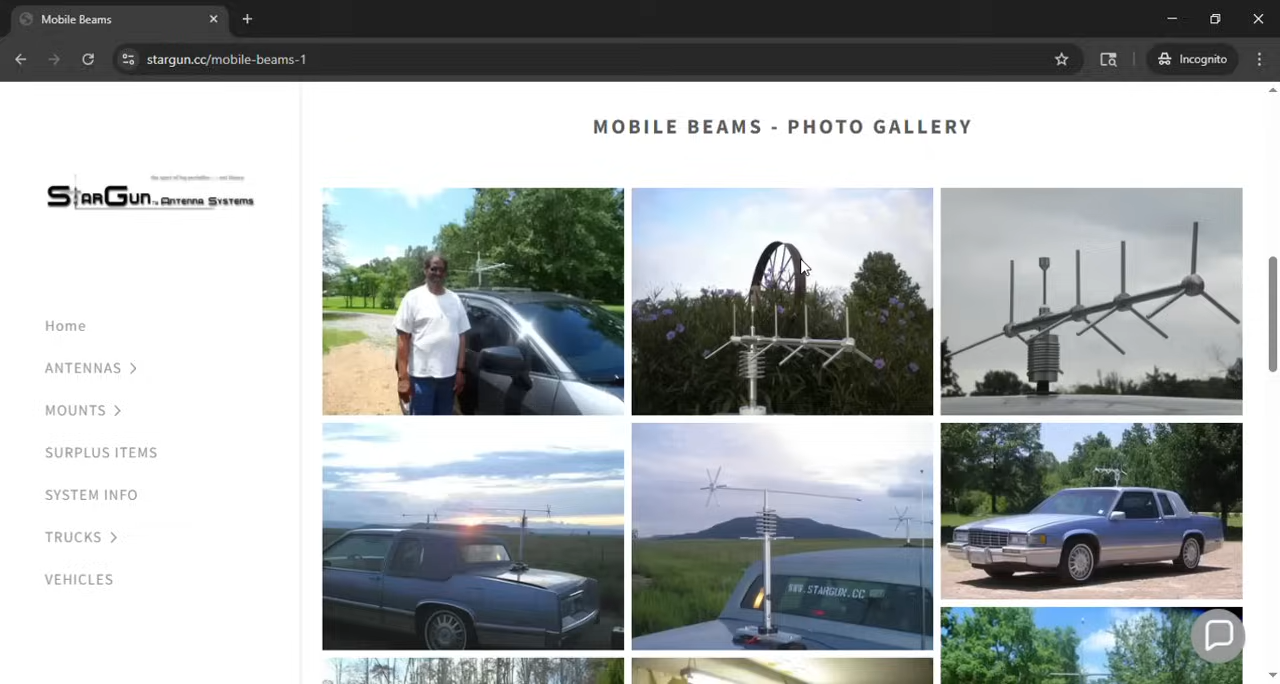 Mobile Beams
stargun.cc/mobile-beams-1
Incognito
StarGun Antenna Systems
Home
ANTENNAS
MOUNTS
SURPLUS ITEMS
SYSTEM INFO
TRUCKS
VEHICLES
MOBILE BEAMS - PHOTO GALLERY
WWW.STARGUN.CC